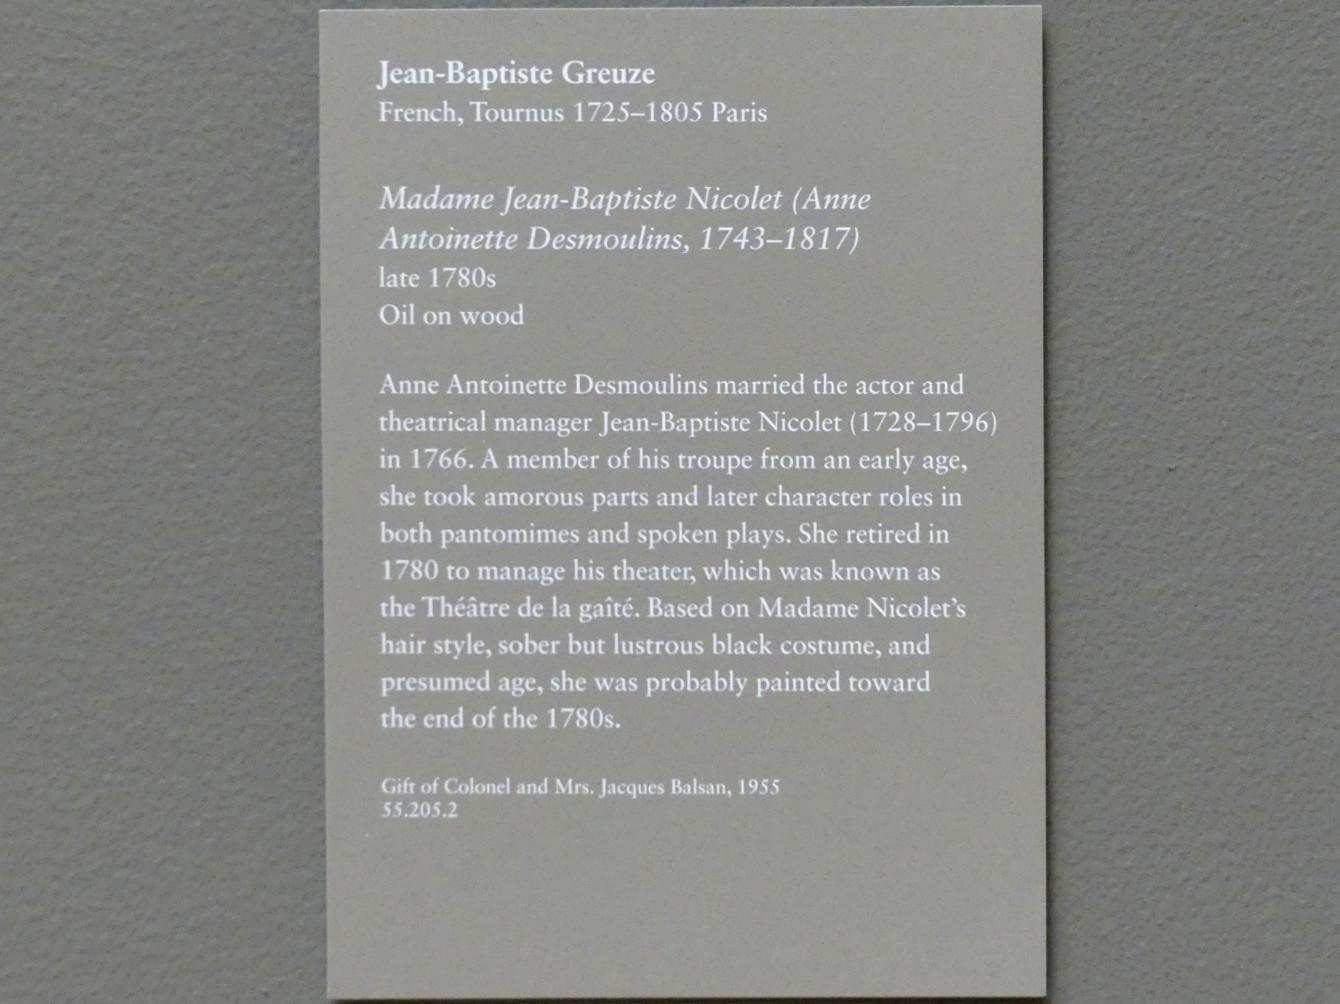 Jean-Baptiste Greuze
French, Tournus 1725–1805 Paris
Madame Jean-Baptiste Nicolet (Anne
Antoinette Desmoulins, 1743–1817)
late 1780s
Oil on wood
Anne Antoinette Desmoulins married the actor and
theatrical manager Jean-Baptiste Nicolet (1728–1796)
in 1766. A member of his troupe from an early age,
she took amorous parts and later character roles in
both pantomimes and spoken plays. She retired in
1780 to manage his theater, which was known as
the Théâtre de la gaîté. Based on Madame Nicolet’s
hair style, sober but lustrous black costume, and
presumed age, she was probably painted toward
the end of the 1780s.
Gift of Colonel and Mrs. Jacques Balsan, 1955
55.205.2